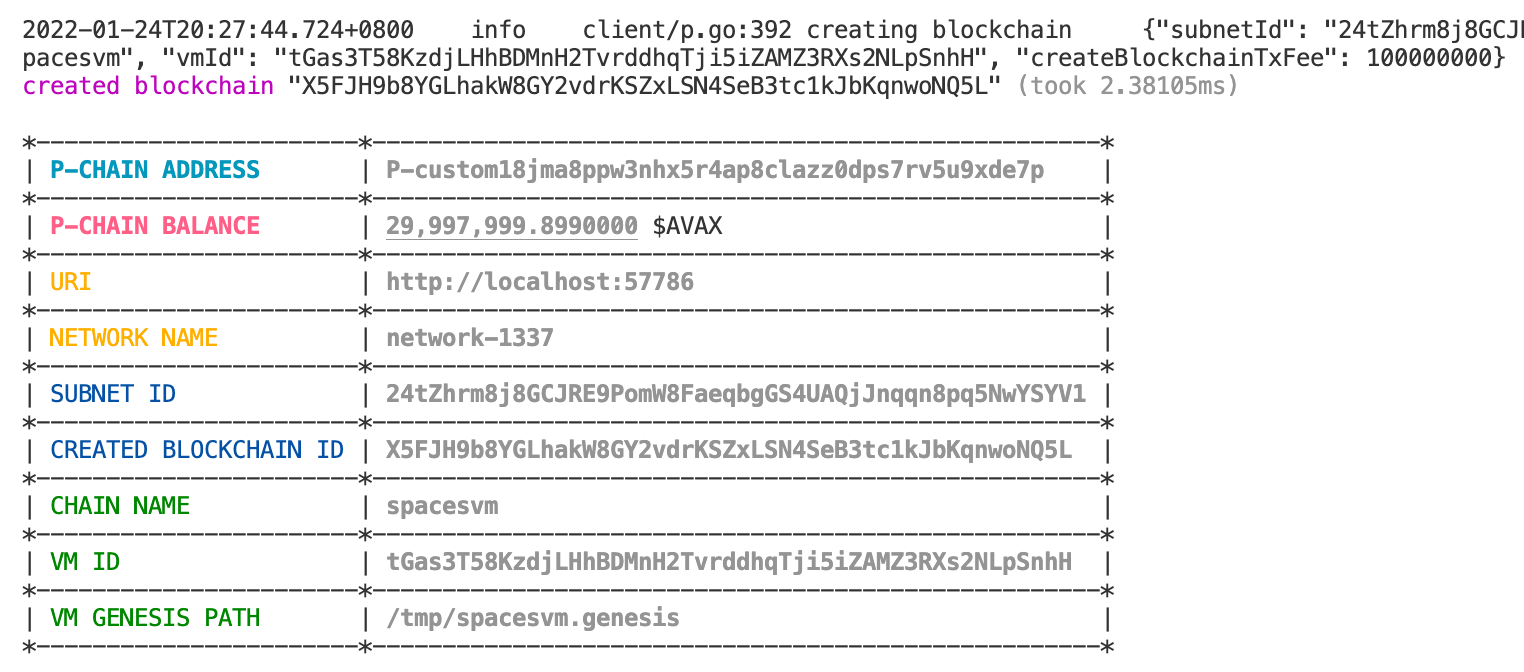 2022-01-24T20:27:44.724+0800    info    client/p.go:392 creating blockchain     {"subnetId": "24tZhrm8j8GCJ
pacesvm", "vmId": "tGas3T58KzdjLHhBDMnH2TvrddhqTji5iZAMZ3RXs2NLpSnhH", "createBlockchainTxFee": 100000000}
created blockchain "X5FJH9b8YGLhakW8GY2vdrKSZxLSN4SeB3tc1kJbKqnwoNQ5L" (took 2.38105ms)
P-CHAIN ADDRESS | P-custom18jma8ppw3nhx5r4ap8clazz0dps7rv5u9xde7p
P-CHAIN BALANCE | 29,997,999.8990000 $AVAX
URI | http://localhost:57786
NETWORK NAME | network-1337
SUBNET ID | 24tZhrm8j8GCJRE9PomW8FaeqbgGS4UAQjJnqqn8pq5NwYSYV1
CREATED BLOCKCHAIN ID | X5FJH9b8YGLhakW8GY2vdrKSZxLSN4SeB3tc1kJbKqnwoNQ5L
CHAIN NAME | spacesvm
VM ID | tGas3T58KzdjLHhBDMnH2TvrddhqTji5iZAMZ3RXs2NLpSnhH
VM GENESIS PATH | /tmp/spacesvm.genesis